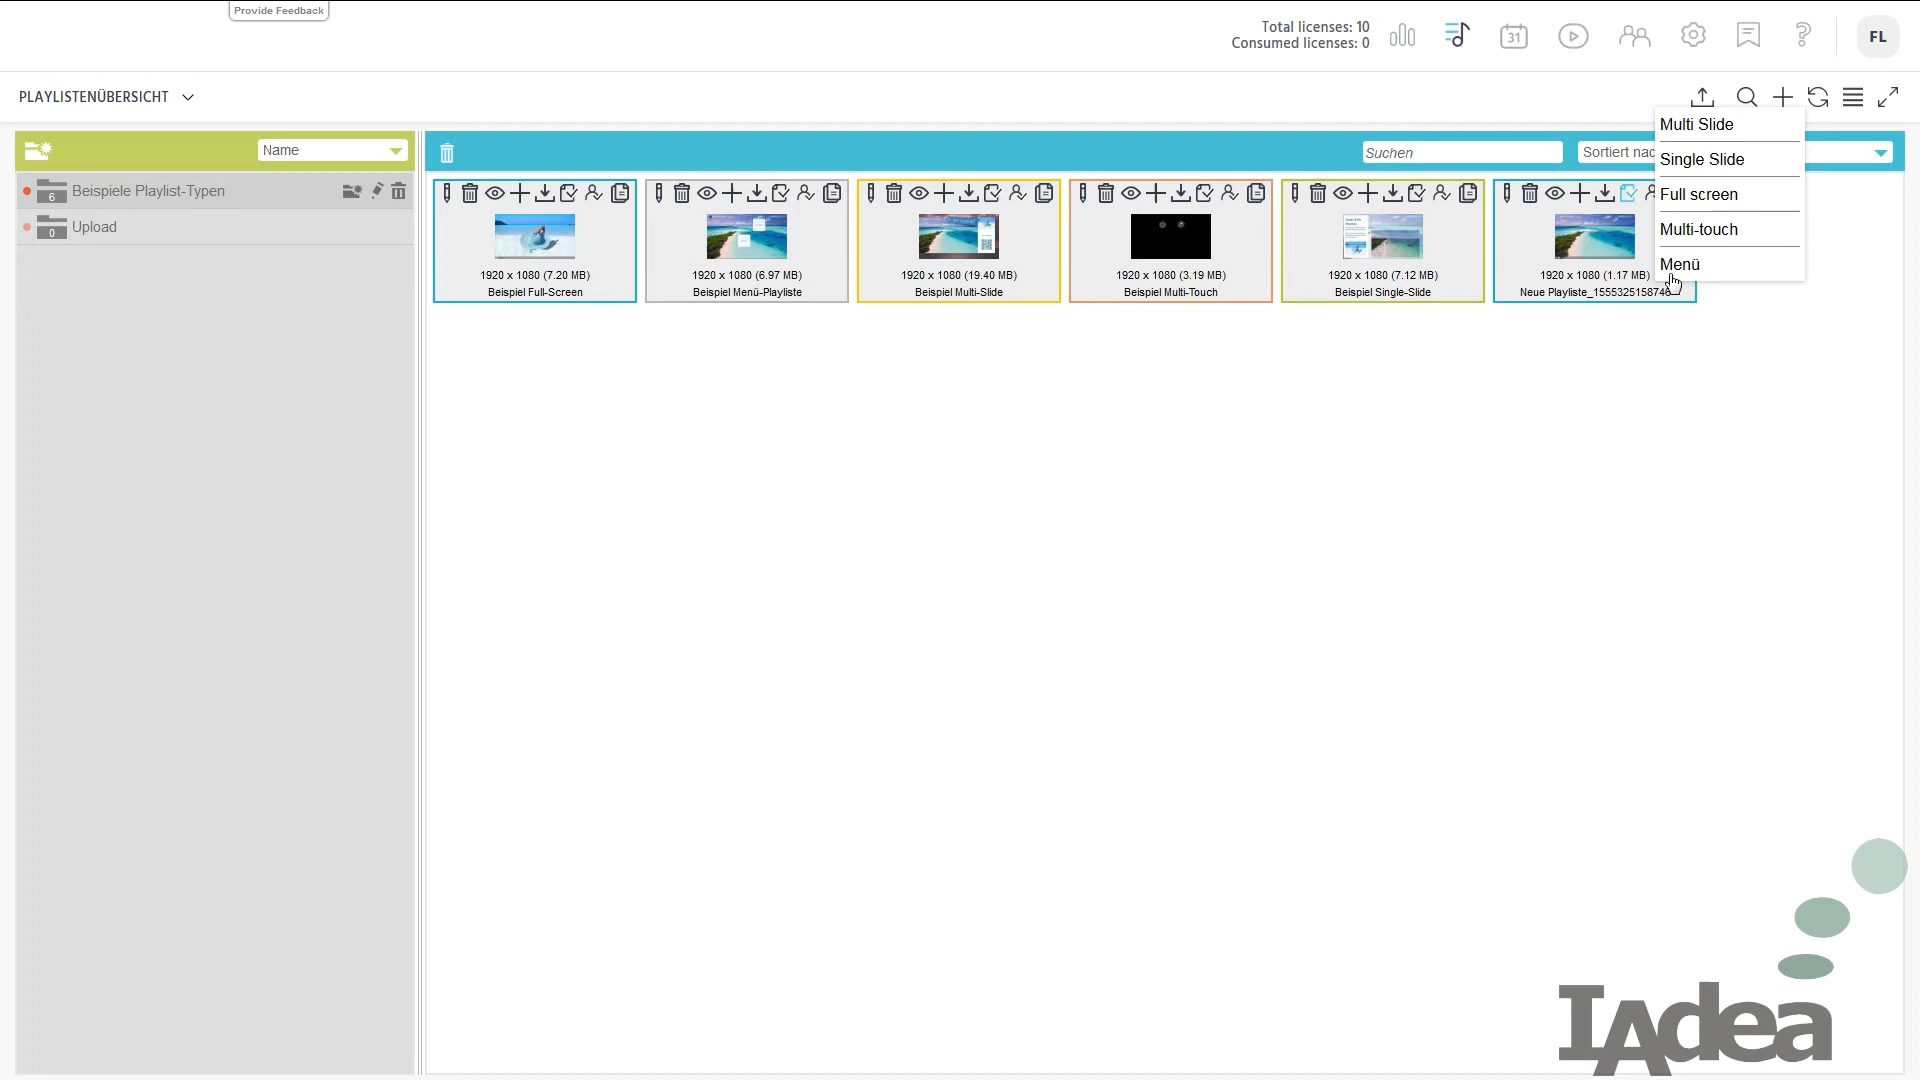 Provide Feedback
Total licenses: 10
Consumed licenses: 0
31
FL
PLAYLISTENÜBERSICHT
Multi Slide
Single Slide
Full screen
Multi-touch
Menü
Name
Suchen
Sortiert nac
6 Beispiele Playlist-Typen
0 Upload
1920 x 1080 (7.20 MB)
Beispiel Full-Screen
1920 x 1080 (6.97 MB)
Beispiel Menü-Playliste
1920 x 1080 (19.40 MB)
Beispiel Multi-Slide
1920 x 1080 (3.19 MB)
Beispiel Multi-Touch
1920 x 1080 (7.12 MB)
Beispiel Single-Slide
1920 x 1080 (1.17 MB)
Neue Playliste_1555325158746
IAdea